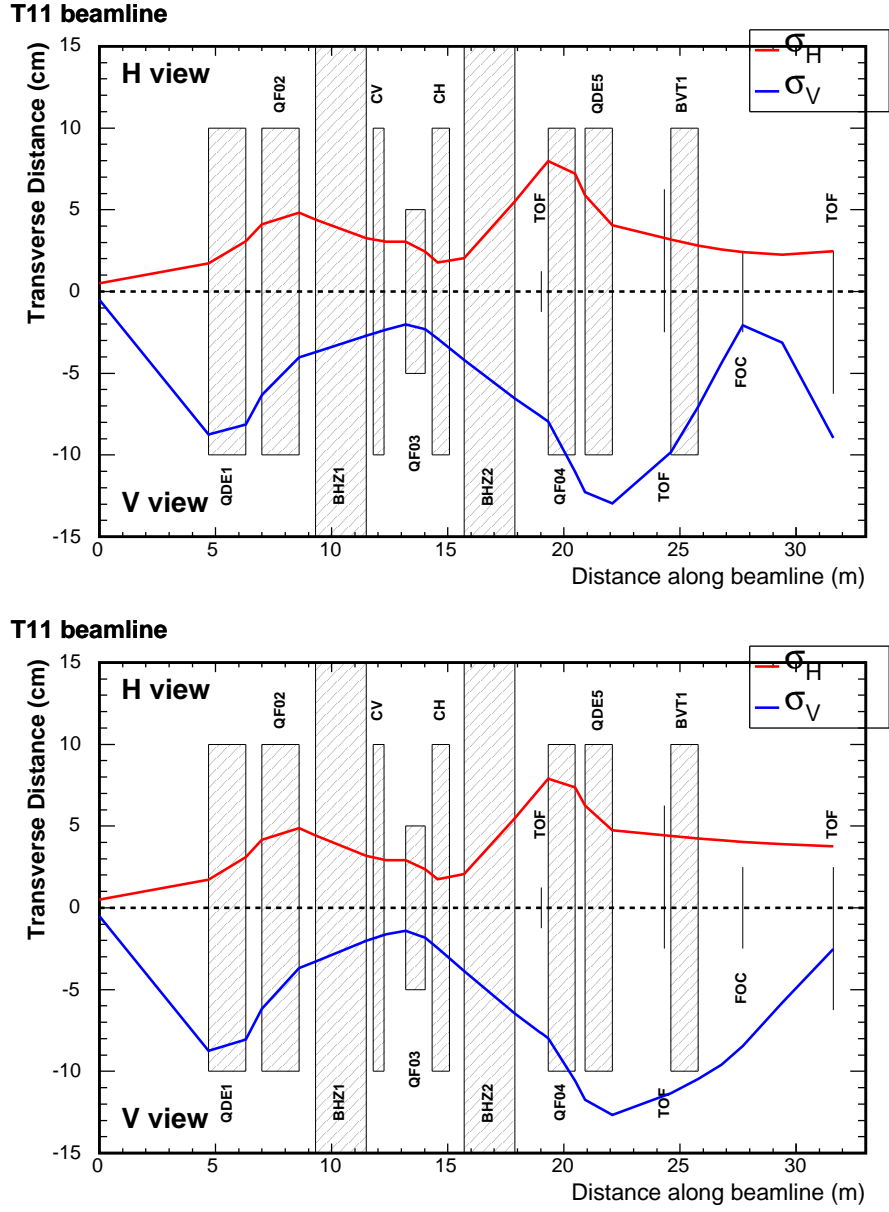 T11 beamline
Transverse Distance (cm)
15
10
5
0
-5
-10
-15
H view
V view
σH
σV
QF02
CV
CH
QDE5
BVT1
TOF
TOF
QDE1
BHZ1
QF03
BHZ2
QF04
TOF
FOC
0
5
10
15
20
25
30
Distance along beamline (m)
T11 beamline
Transverse Distance (cm)
15
10
5
0
-5
-10
-15
H view
V view
σH
σV
QF02
CV
CH
QDE5
BVT1
TOF
TOF
QDE1
BHZ1
QF03
BHZ2
QF04
TOF
FOC
0
5
10
15
20
25
30
Distance along beamline (m)